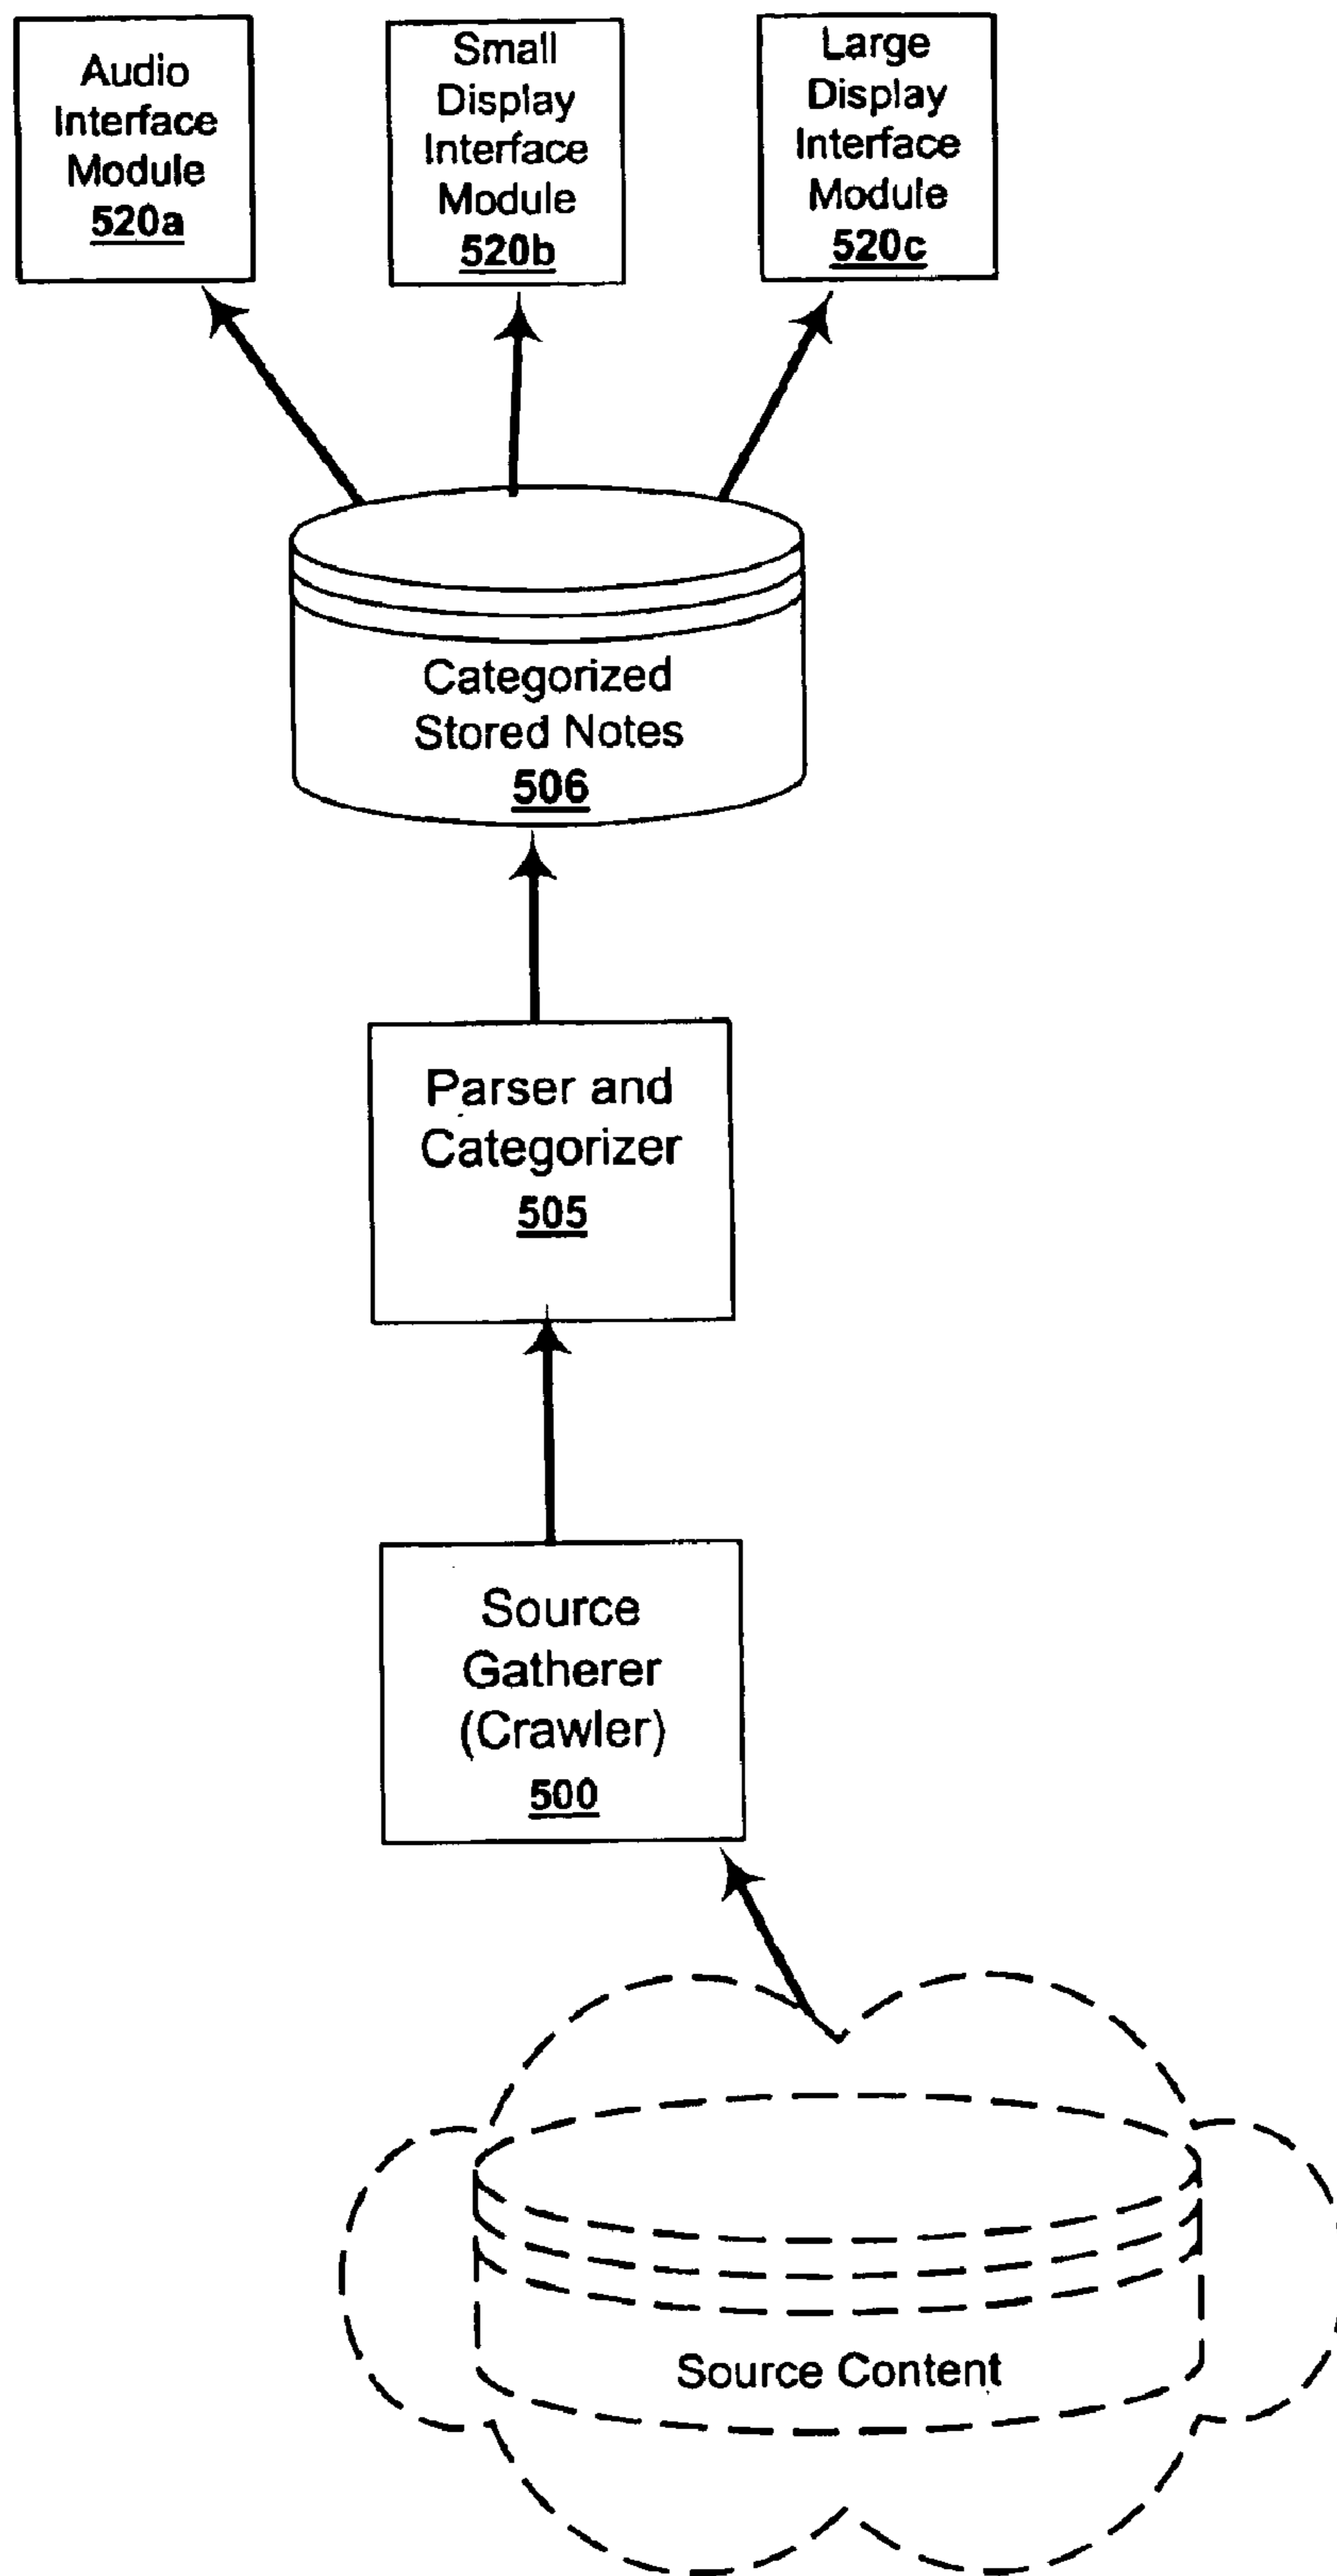 Audio
Interface
Module
520a
Small
Display
Interface
Module
520b
Large
Display
Interface
Module
520c
Categorized
Stored Notes
506
Parser and
Categorizer
505
Source
Gatherer
(Crawler)
500
Source Content